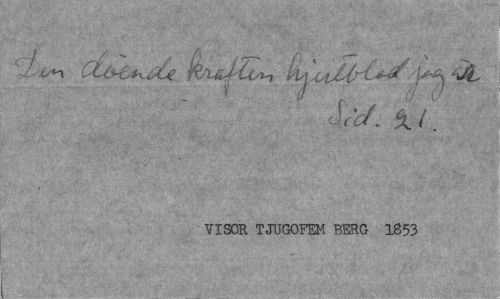 Den döende kraften hjertblod jag är
Sid. 21.
VISOR TJUGOFEM BERG 1853